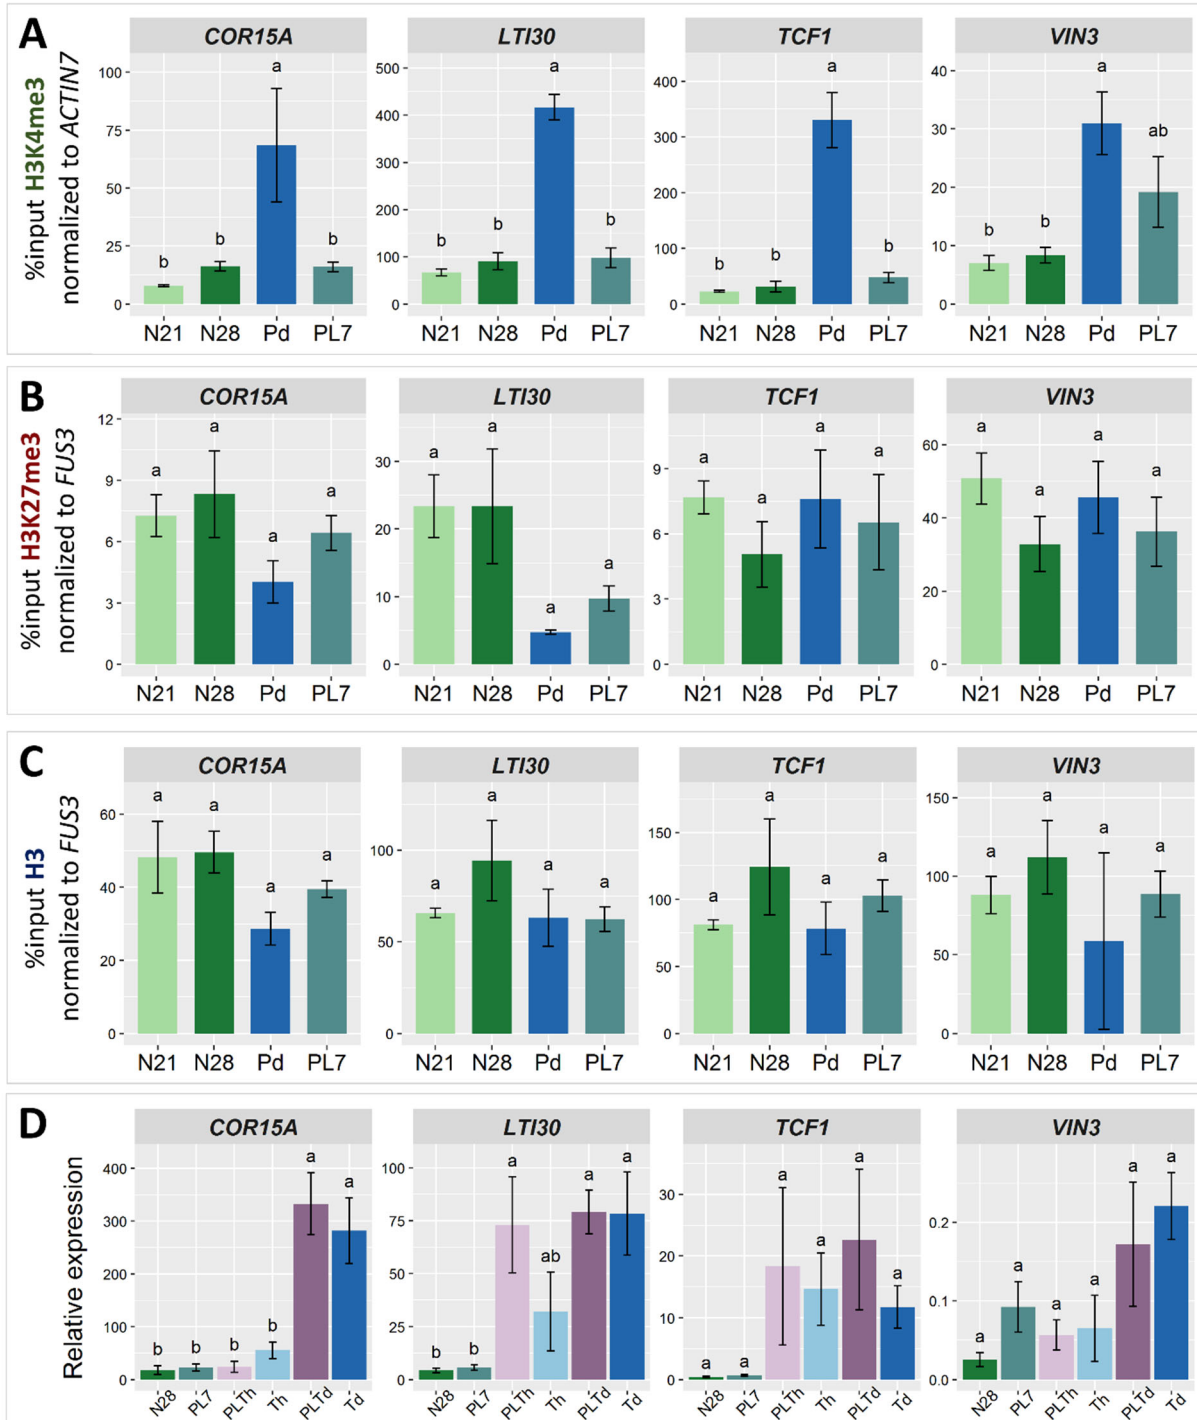 A
%input H3K4me3
normalized to ACTIN7
COR15A LTI30 TCF1 VIN3
a a a a
100 500 400 40
75 400 300 30
50 300 200 20
25 200 100 10
0 100 0 0
0
b b b b b b b b b b b ab
N21 N28 Pd PL7 N21 N28 Pd PL7 N21 N28 Pd PL7 N21 N28 Pd PL7
B
%input H3K27me3
normalized to FUS3
COR15A LTI30 TCF1 VIN3
12 30 9 60
9 20 6 40
6 10 3 20
3 0 0 0
0
a a a a a a a a a a a a a a a a
N21 N28 Pd PL7 N21 N28 Pd PL7 N21 N28 Pd PL7 N21 N28 Pd PL7
C
%input H3
normalized to FUS3
COR15A LTI30 TCF1 VIN3
60 100 150 150
40 50 100 100
20 0 50 50
0 0 0
a a a a a a a a a a a a a a a a
N21 N28 Pd PL7 N21 N28 Pd PL7 N21 N28 Pd PL7 N21 N28 Pd PL7
D
Relative expression
COR15A LTI30 TCF1 VIN3
400 100 30 0.2
300 75 20 0.1
200 50 10 0.0
100 25 0
0 0
b b b b a a b b a ab a a a a a a a a a a a a a a
N28 PL7 PLTh Th PLTd Td N28 PL7 PLTh Th PLTd Td N28 PL7 PLTh Th PLTd Td N28 PL7 PLTh Th PLTd Td